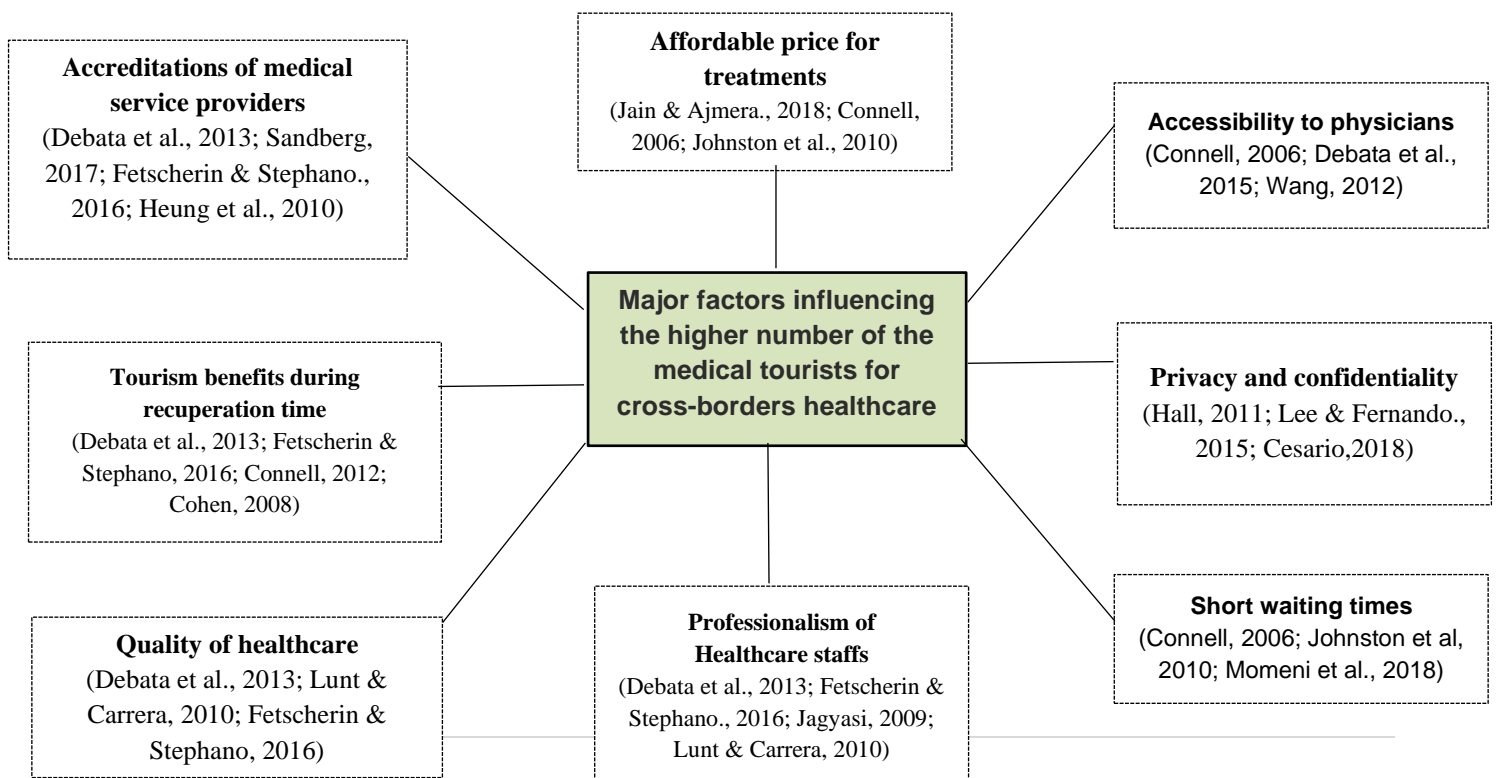 Accreditations of medical
service providers
(Debata et al., 2013; Sandberg,
2017; Fetscherin & Stephano.,
2016; Heung et al., 2010)
Affordable price for
treatments
(Jain & Ajmera., 2018; Connell,
2006; Johnston et al., 2010)
Accessibility to physicians
(Connell, 2006; Debata et al.,
2015; Wang, 2012)
Major factors influencing
the higher number of the
medical tourists for
cross-borders healthcare
Tourism benefits during
recuperation time
(Debata et al., 2013; Fetscherin &
Stephano, 2016; Connell, 2012;
Cohen, 2008)
Privacy and confidentiality
(Hall, 2011; Lee & Fernando.,
2015; Cesario,2018)
Quality of healthcare
(Debata et al., 2013; Lunt &
Carrera, 2010; Fetscherin &
Stephano, 2016)
Professionalism of
Healthcare staffs
(Debata et al., 2013; Fetscherin &
Stephano., 2016; Jagyasi, 2009;
Lunt & Carrera, 2010)
Short waiting times
(Connell, 2006; Johnston et al,
2010; Momeni et al., 2018)